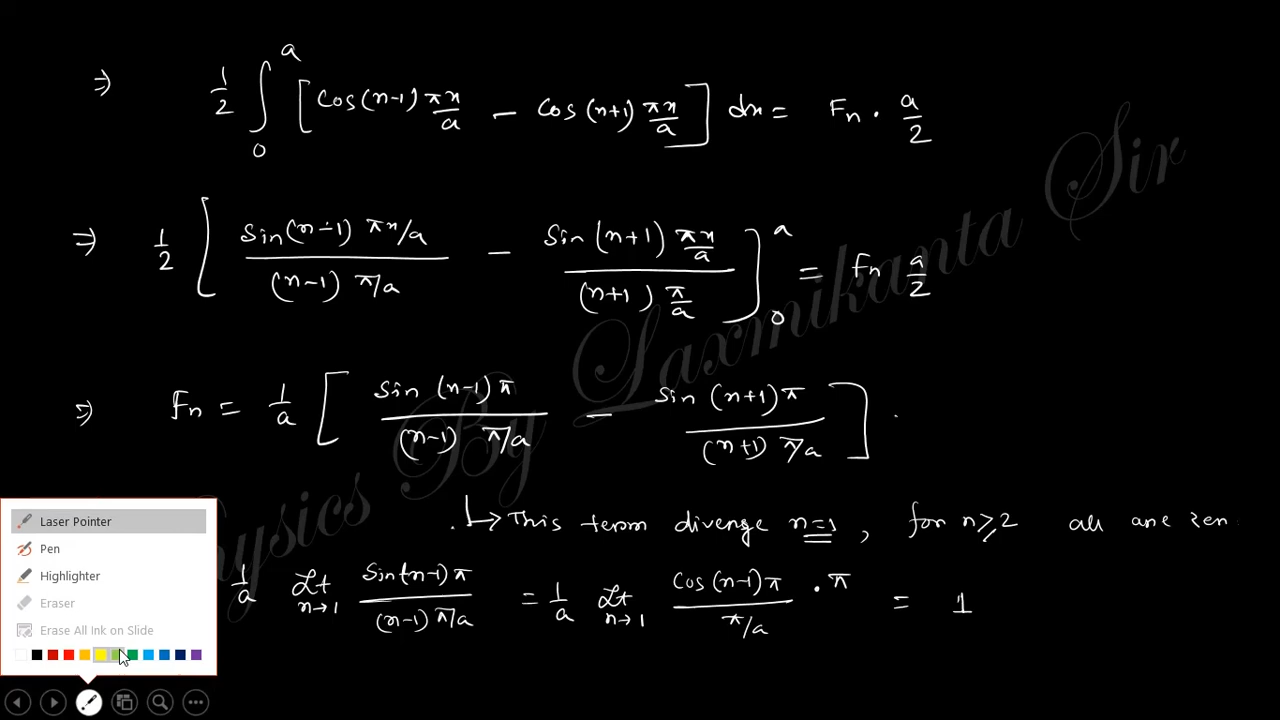 ⇒ 1/2 ∫₀ᵃ [cos(n-1) πx/a − cos(n+1) πx/a] dx = Fn · a/2
⇒ 1/2 [sin(n-1) πx/a / (n-1) π/a − sin(n+1) πx/a / (n+1) π/a]₀ᵃ = Fn a/2
⇒ Fn = 1/a [sin (n-1)π / (n-1) π/a − sin (n+1)π / (n+1) π/a] .
↳ This term diverge n=1, for n≥2 all are zero
1/a Lt n→1 sin(n-1)π / (n-1) π/a = 1/a Lt n→1 cos(n-1)π / π/a · π = 1
Physics By Laxmikanta Sir
Laser Pointer
Pen
Highlighter
Eraser
Erase All Ink on Slide